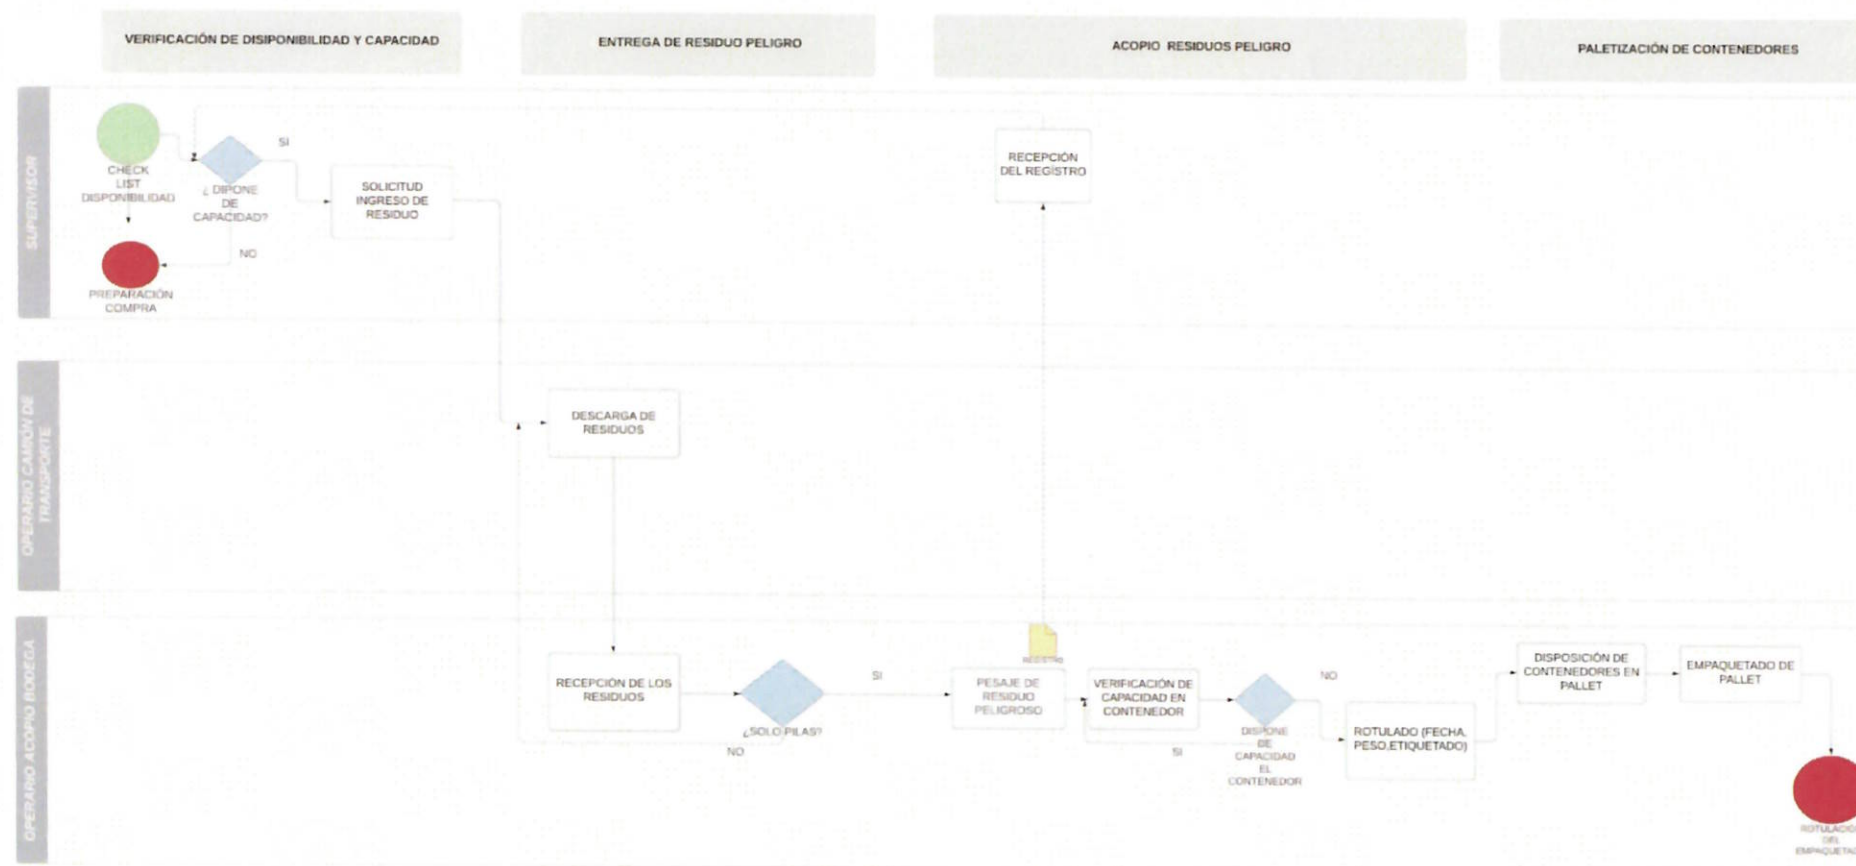 VERIFICACIÓN DE DISIPONIBILIDAD Y CAPACIDAD
ENTREGA DE RESIDUO PELIGRO
ACOPIO RESIDUOS PELIGRO
PALETIZACIÓN DE CONTENEDORES
SUPERVISOR
CHECK
LIST
DISPONIBILIDAD
¿ DIPONE
DE
CAPACIDAD?
SI
NO
PREPARACIÓN
COMPRA
SOLICITUD
INGRESO DE
RESIDUO
RECEPCIÓN
DEL REGÍSTRO
OPERARIO CAMIÓN DE
TRANSPORTE
DESCARGA DE
RESIDUOS
OPERARIO ACOPIO BODEGA
RECEPCIÓN DE LOS
RESIDUOS
¿SOLO PILAS?
NO
SI
REGISTRO
PESAJE DE
RESIDUO
PELIGROSO
VERIFICACIÓN DE
CAPACIDAD EN
CONTENEDOR
SI
DISPONE
DE
CAPACIDAD
EL
CONTENEDOR
NO
ROTULADO (FECHA,
PESO,ETIQUETADO)
DISPOSICIÓN DE
CONTENEDORES EN
PALLET
EMPAQUETADO DE
PALLET
DEL